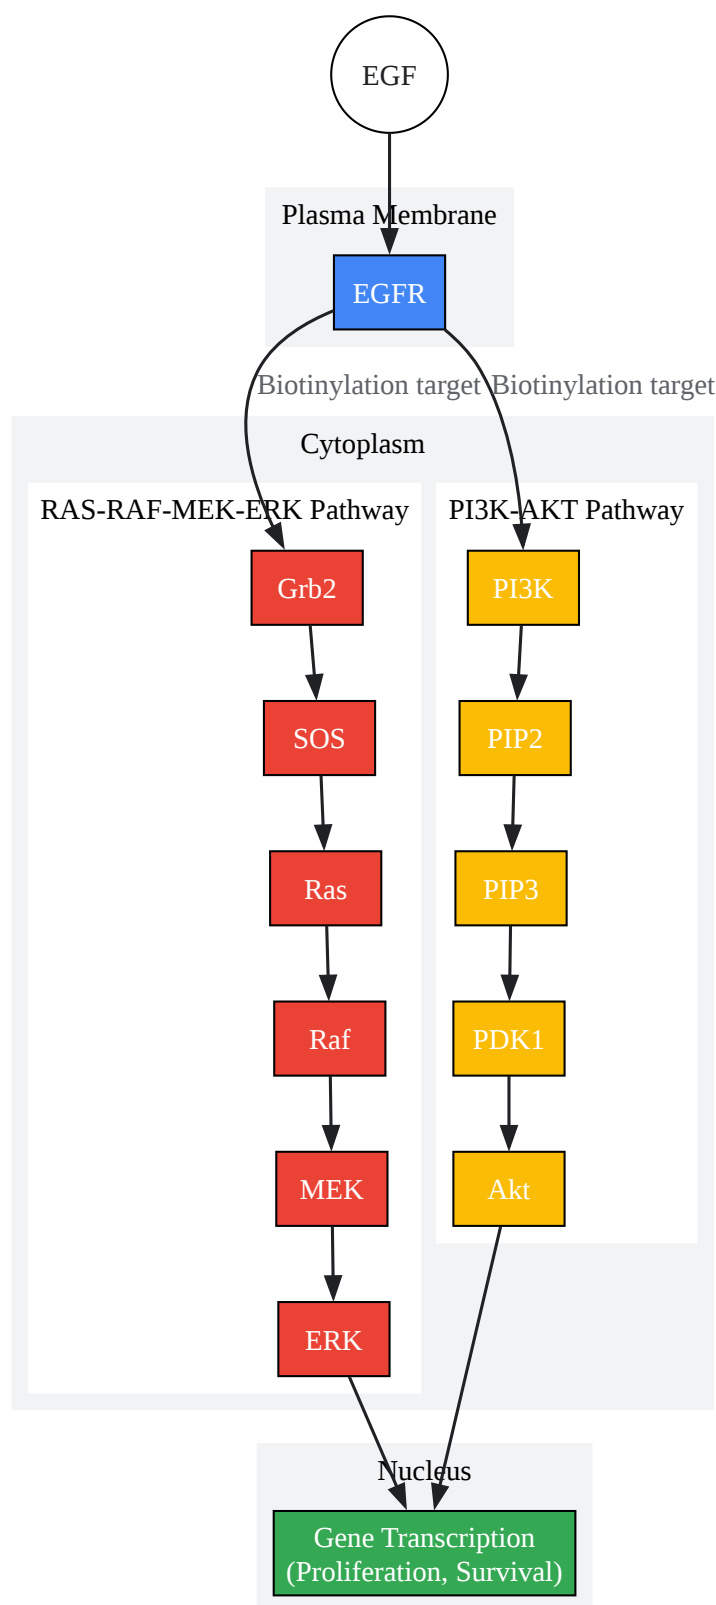 EGF
Plasma Membrane
EGFR
Biotinylation target
Biotinylation target
Cytoplasm
RAS-RAF-MEK-ERK Pathway
PI3K-AKT Pathway
Grb2
PI3K
SOS
PIP2
Ras
PIP3
Raf
PDK1
MEK
Akt
ERK
Nucleus
Gene Transcription
(Proliferation, Survival)